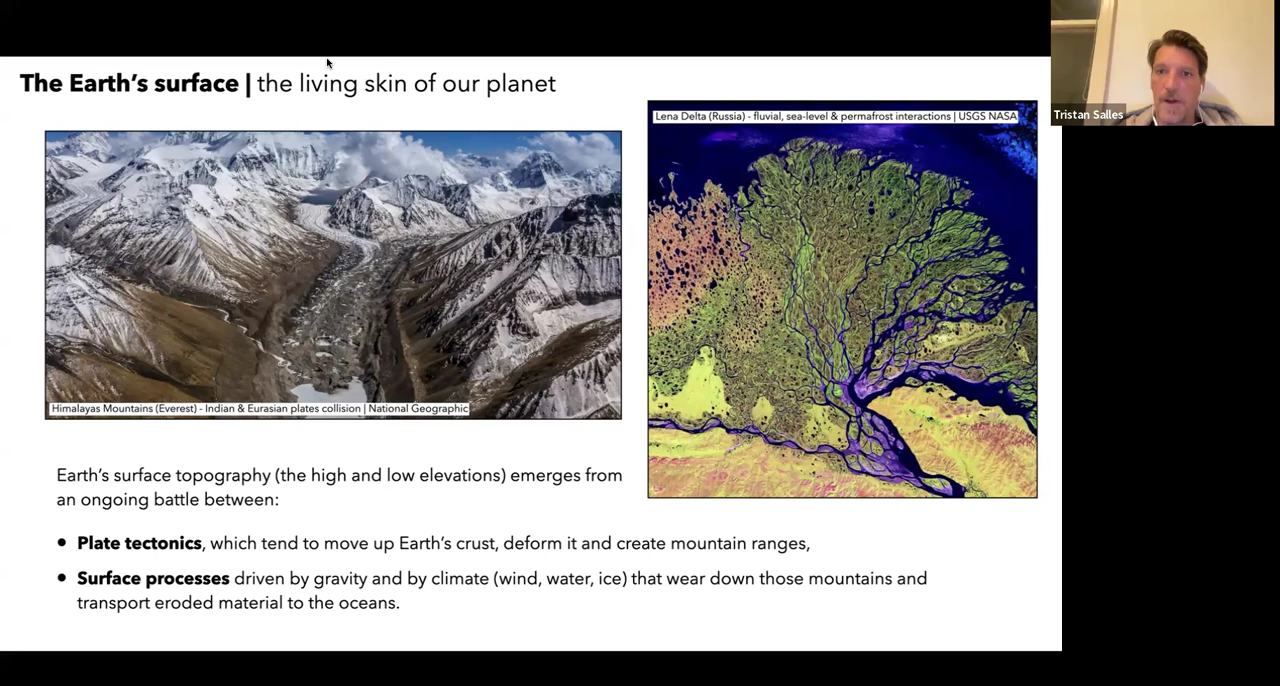 The Earth's surface | the living skin of our planet
Lena Delta (Russia) - fluvial, sea-level & permafrost interactions | USGS NASA
Tristan Salles
Himalayas Mountains (Everest) - Indian & Eurasian plates collision | National Geographic
Earth's surface topography (the high and low elevations) emerges from
an ongoing battle between:
• Plate tectonics, which tend to move up Earth's crust, deform it and create mountain ranges,
• Surface processes driven by gravity and by climate (wind, water, ice) that wear down those mountains and
transport eroded material to the oceans.